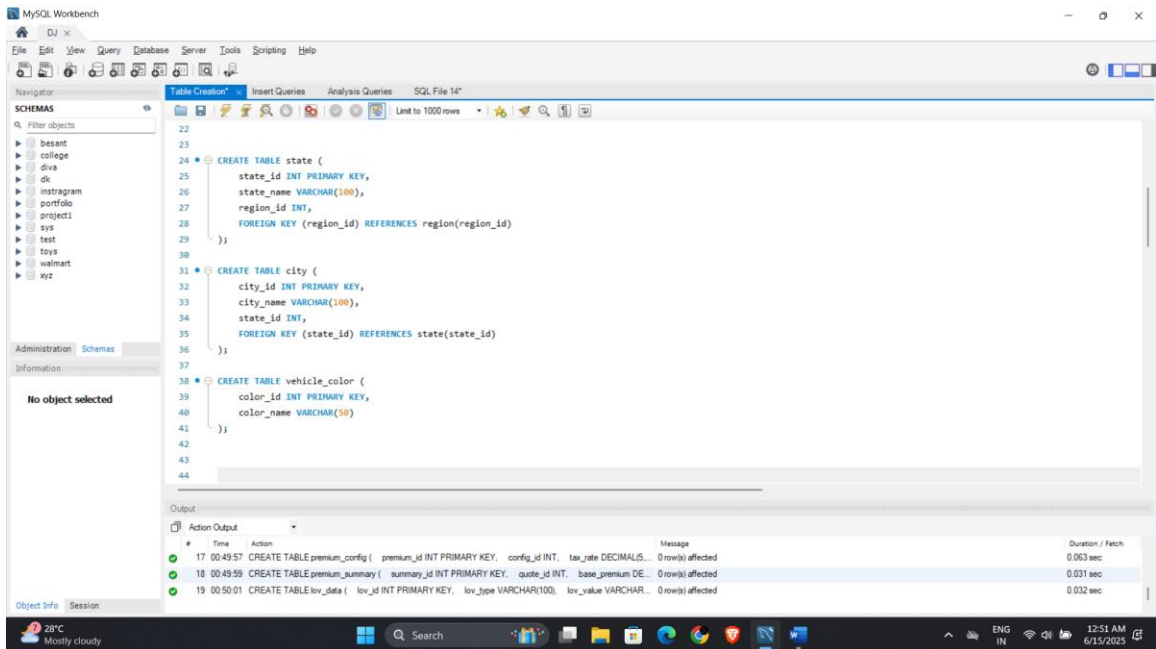 MySQL Workbench
DJ
File Edit View Query Database Server Tools Scripting Help
Navigator
SCHEMAS
Filter objects
besant
college
diva
dk
instragram
portfolio
project1
sys
test
toys
walmart
xyz
Administration Schemas
Information
No object selected
Object Info Session
Table Creation* Insert Queries Analysis Queries SQL File 14*
Limit to 1000 rows
22
23
24 CREATE TABLE state (
25 state_id INT PRIMARY KEY,
26 state_name VARCHAR(100),
27 region_id INT,
28 FOREIGN KEY (region_id) REFERENCES region(region_id)
29 );
30
31 CREATE TABLE city (
32 city_id INT PRIMARY KEY,
33 city_name VARCHAR(100),
34 state_id INT,
35 FOREIGN KEY (state_id) REFERENCES state(state_id)
36 );
37
38 CREATE TABLE vehicle_color (
39 color_id INT PRIMARY KEY,
40 color_name VARCHAR(50)
41 );
42
43
44
Output
Action Output
# Time Action Message Duration / Fetch
17 00:49:57 CREATE TABLE premium_config ( premium_id INT PRIMARY KEY, config_id INT, tax_rate DECIMAL(5,... 0 row(s) affected 0.063 sec
18 00:49:59 CREATE TABLE premium_summary ( summary_id INT PRIMARY KEY, quote_id INT, base_premium DE... 0 row(s) affected 0.031 sec
19 00:50:01 CREATE TABLE lov_data ( lov_id INT PRIMARY KEY, lov_type VARCHAR(100), lov_value VARCHAR... 0 row(s) affected 0.032 sec
28°C
Mostly cloudy
Search
ENG
IN
12:51 AM
6/15/2025